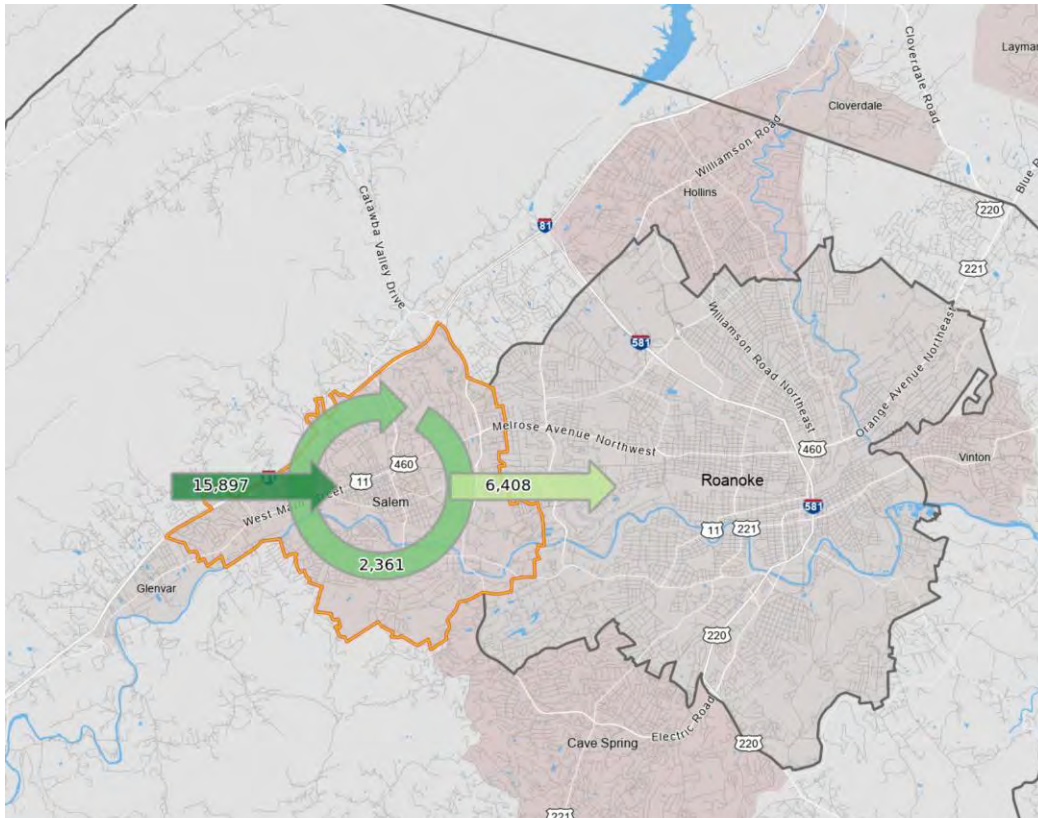 Layman
Cloverdale Road
Cloverdale
Williamson Road
Hollins
Blue
220
81
221
Catawba Valley Drive
581
Williamson Road Northeast
Orange Avenue Northeast
Melrose Avenue Northwest
460
Vinton
460
15,897
11
6,408
Roanoke
West Main Street
Salem
581
11
221
2,361
Glenvar
220
Electric Road
Cave Spring
220
221